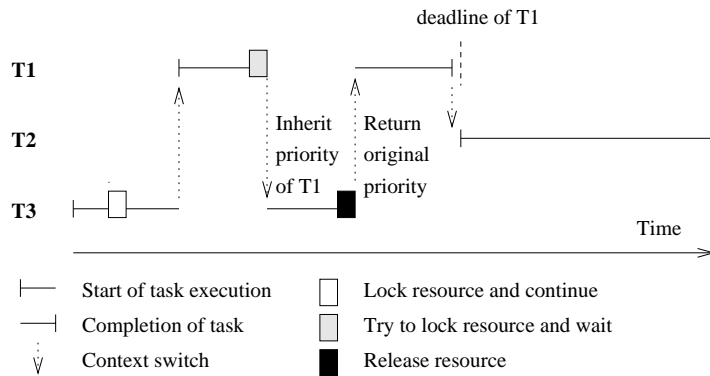 deadline of T1
T1
Inherit
priority
of T1
Return
original
priority
T2
T3
Time
Start of task execution
Completion of task
Context switch
Lock resource and continue
Try to lock resource and wait
Release resource